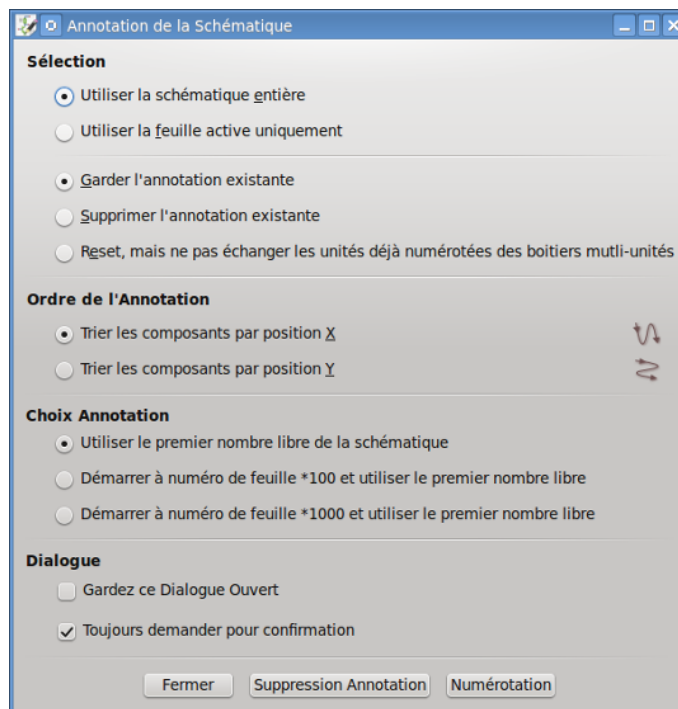 Annotation de la Schématique
Sélection
Utiliser la schématique entière
Utiliser la feuille active uniquement
Garder l'annotation existante
Supprimer l'annotation existante
Reset, mais ne pas échanger les unités déjà numérotées des boitiers mutli-unités
Ordre de l'Annotation
Trier les composants par position X
Trier les composants par position Y
Choix Annotation
Utiliser le premier nombre libre de la schématique
Démarrer à numéro de feuille *100 et utiliser le premier nombre libre
Démarrer à numéro de feuille *1000 et utiliser le premier nombre libre
Dialogue
Gardez ce Dialogue Ouvert
Toujours demander pour confirmation
Fermer Suppression Annotation Numérotation